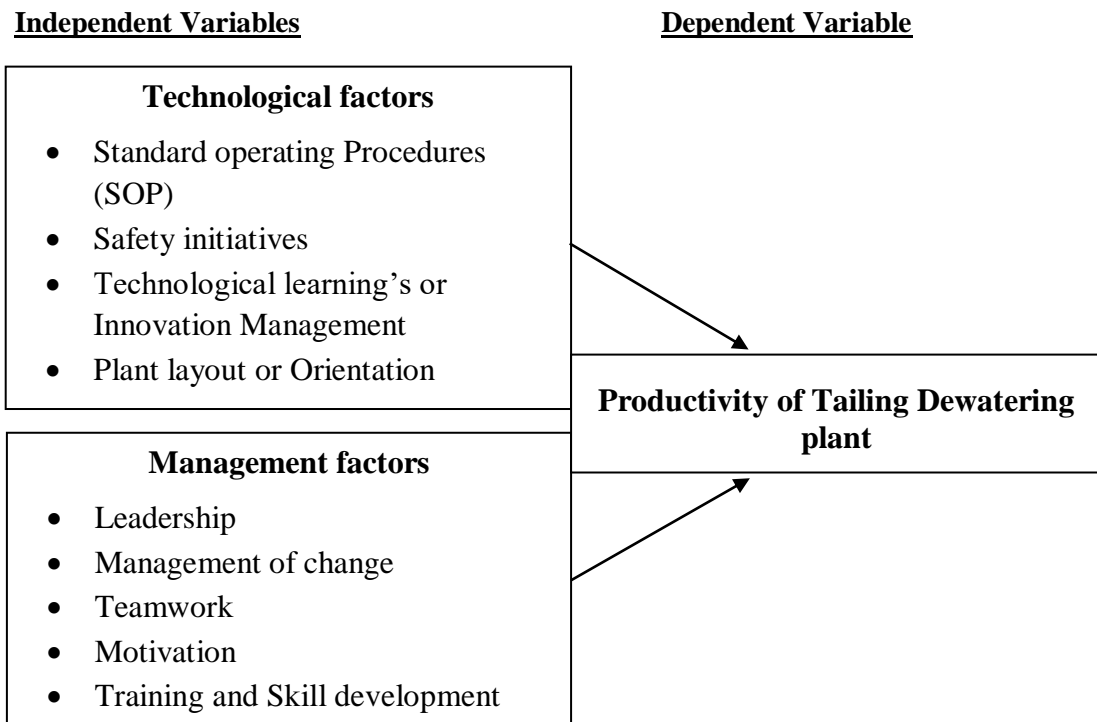 Independent Variables
Dependent Variable
Technological factors
• Standard operating Procedures
(SOP)
• Safety initiatives
• Technological learning's or
Innovation Management
• Plant layout or Orientation
Productivity of Tailing Dewatering
plant
Management factors
• Leadership
• Management of change
• Teamwork
• Motivation
• Training and Skill development